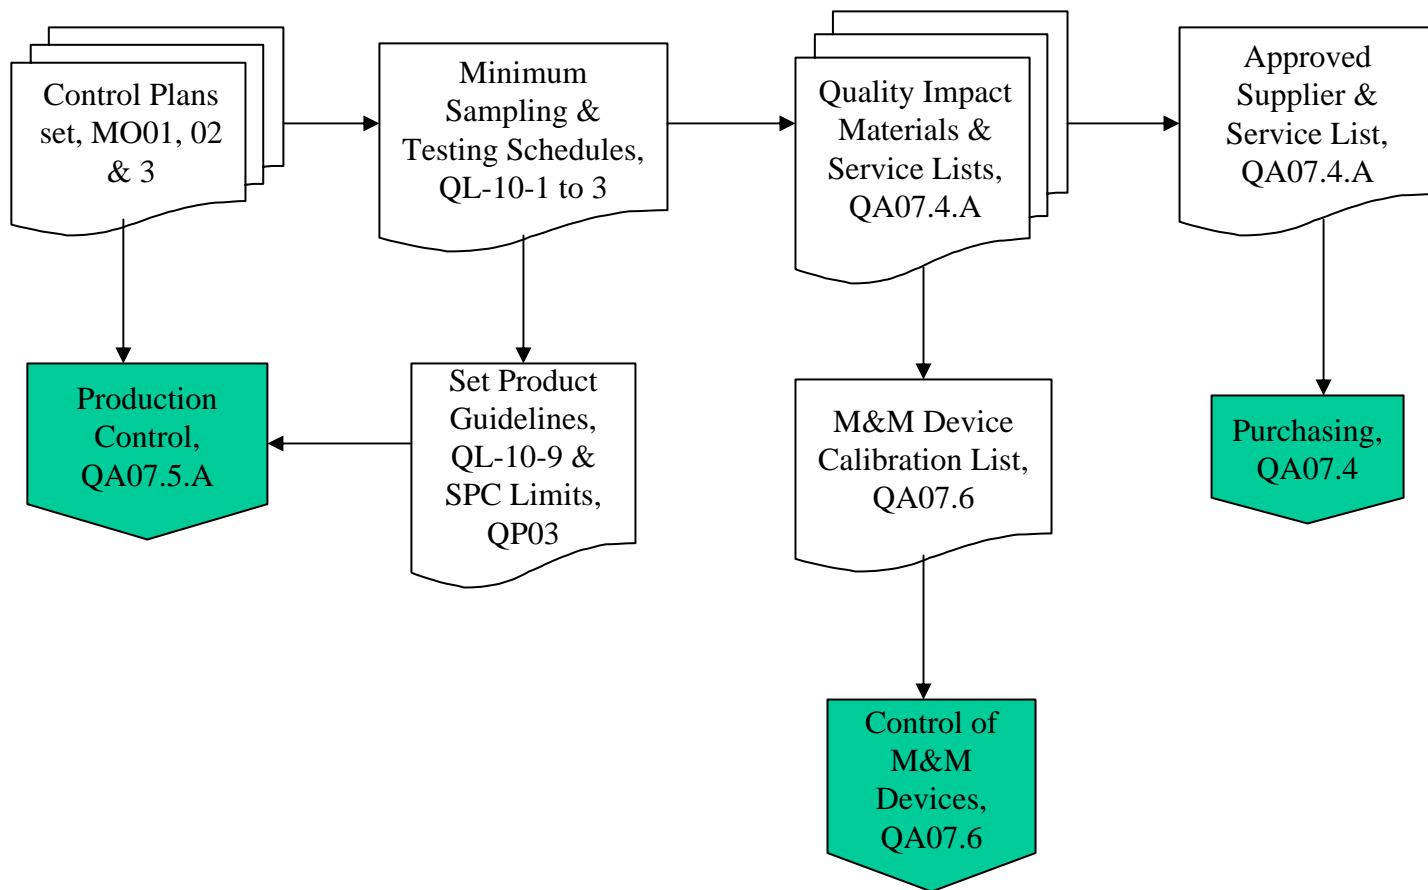 Control Plans
set, MO01, 02
& 3
Minimum
Sampling &
Testing Schedules,
QL-10-1 to 3
Quality Impact
Materials &
Service Lists,
QA07.4.A
Approved
Supplier &
Service List,
QA07.4.A
Production
Control,
QA07.5.A
Set Product
Guidelines,
QL-10-9 &
SPC Limits,
QP03
M&M Device
Calibration List,
QA07.6
Purchasing,
QA07.4
Control of
M&M
Devices,
QA07.6